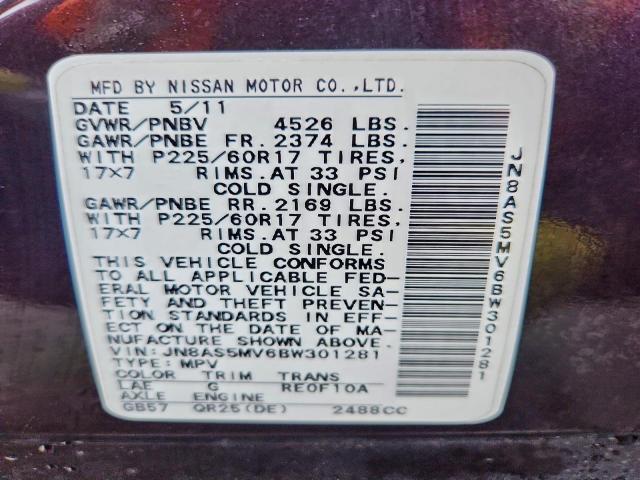 MFD BY NISSAN MOTOR CO.,LTD.
DATE 5/11
GVWR/PNBV 4526 LBS.
GAWR/PNBE FR. 2374 LBS.
WITH P225/60R17 TIRES,
17x7 RIMS.AT 33 PSI
COLD SINGLE.
GAWR/PNBE RR. 2169 LBS.
WITH P225/60R17 TIRES,
17x7 RIMS.AT 33 PSI
COLD SINGLE.
THIS VEHICLE CONFORMS
TO ALL APPLICABLE FED-
ERAL MOTOR VEHICLE SA-
FETY AND THEFT PREVEN-
TION STANDARDS IN EFF-
ECT ON THE DATE OF MA-
NUFACTURE SHOWN ABOVE.
VIN:JN8AS5MV6BW301281
TYPE:MPV
COLOR TRIM TRANS
LAE G RE0F10A
AXLE ENGINE
GB57 QR25(DE) 2488CC
JN8AS5MV6BW301281